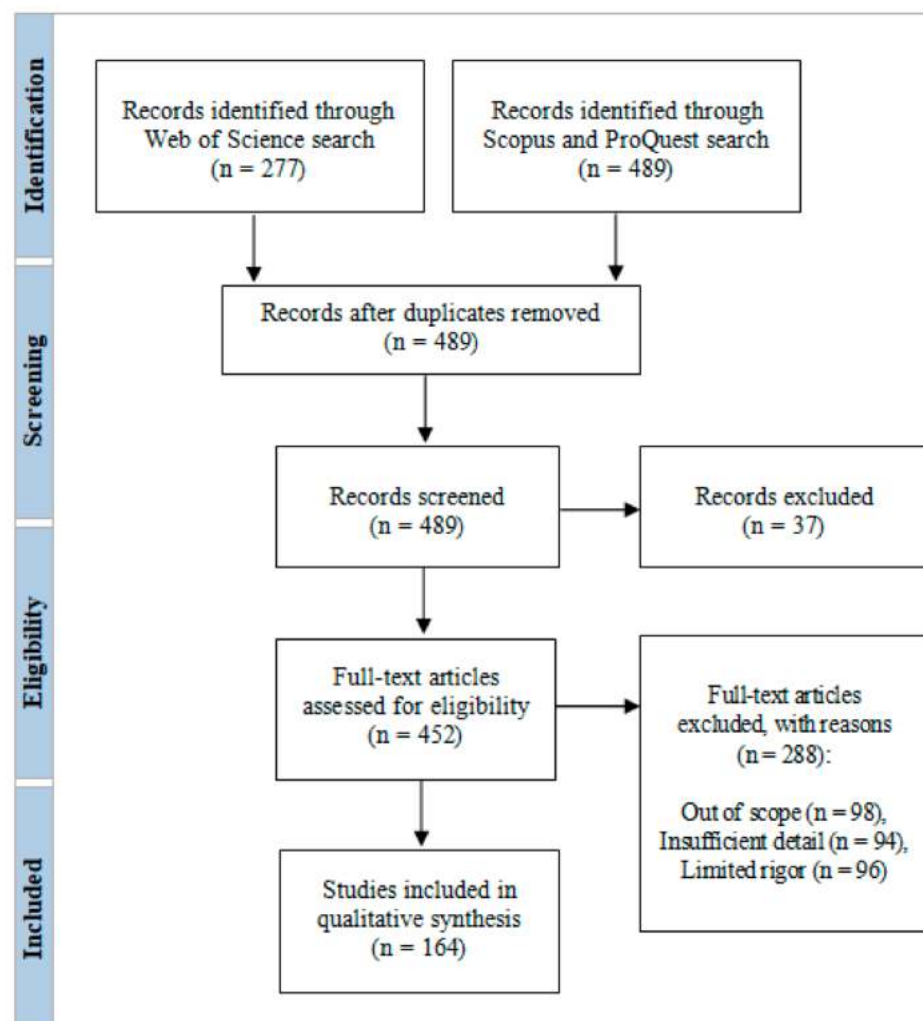 Identification
Records identified through
Web of Science search
(n = 277)
Records identified through
Scopus and ProQuest search
(n = 489)
Screening
Records after duplicates removed
(n = 489)
Records screened
(n = 489)
Records excluded
(n = 37)
Eligibility
Full-text articles
assessed for eligibility
(n = 452)
Full-text articles
excluded, with reasons
(n = 288):
Out of scope (n = 98),
Insufficient detail (n = 94),
Limited rigor (n = 96)
Included
Studies included in
qualitative synthesis
(n = 164)